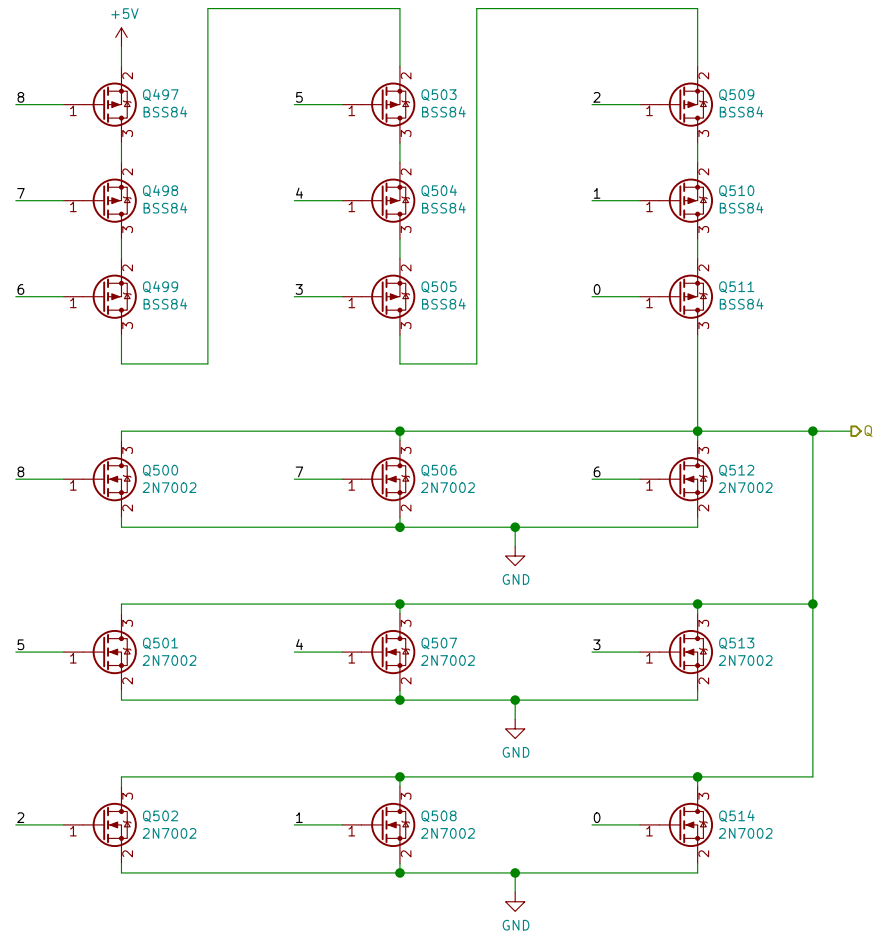 +5V
2
8
1
Q497
BSS84
3
2
5
1
Q503
BSS84
3
2
2
1
Q509
BSS84
3
2
7
1
Q498
BSS84
3
2
4
1
Q504
BSS84
3
2
1
1
Q510
BSS84
3
2
6
1
Q499
BSS84
3
2
3
1
Q505
BSS84
3
2
0
1
Q511
BSS84
3
Q
3
8
1
Q500
2N7002
2
3
7
1
Q506
2N7002
2
3
6
1
Q512
2N7002
2
GND
3
5
1
Q501
2N7002
2
3
4
1
Q507
2N7002
2
3
3
1
Q513
2N7002
2
GND
3
2
1
Q502
2N7002
2
3
1
1
Q508
2N7002
2
3
0
1
Q514
2N7002
2
GND